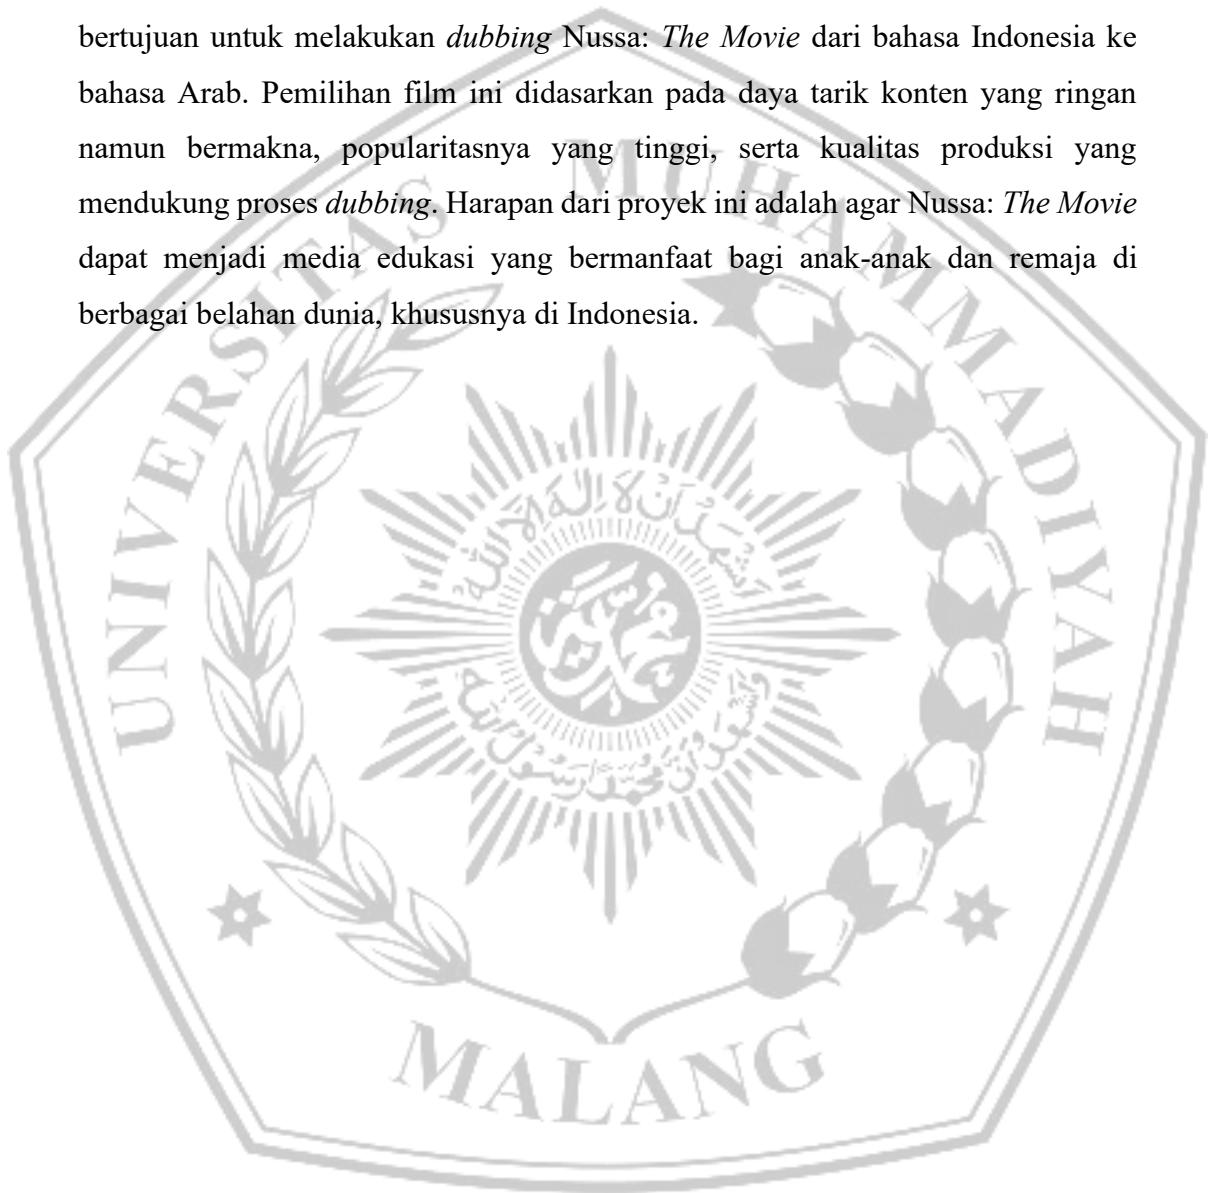 bertujuan untuk melakukan dubbing Nussa: The Movie dari bahasa Indonesia ke
bahasa Arab. Pemilihan film ini didasarkan pada daya tarik konten yang ringan
namun bermakna, popularitasnya yang tinggi, serta kualitas produksi yang
mendukung proses dubbing. Harapan dari proyek ini adalah agar Nussa: The Movie
dapat menjadi media edukasi yang bermanfaat bagi anak-anak dan remaja di
berbagai belahan dunia, khususnya di Indonesia.
UNIVERSITAS MUHAMMADIYAH
MALANG